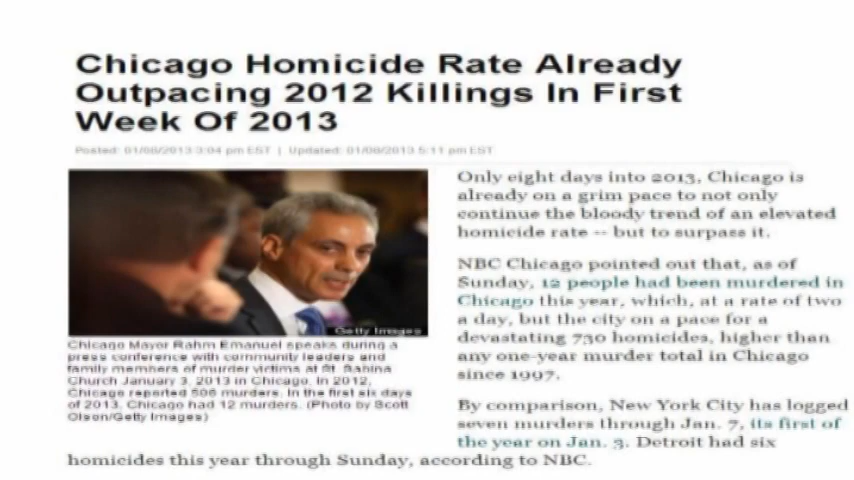 Chicago Homicide Rate Already
Outpacing 2012 Killings In First
Week Of 2013
Posted: 01/08/2013 3:04 pm EST | Updated: 01/08/2013 5:11 pm EST
Getty Images
Chicago Mayor Rahm Emanuel speaks during a
press conference with community leaders and
family members of murder victims at St. Sabina
Church January 3, 2013 in Chicago. In 2012,
Chicago reported 506 murders. In the first six days
of 2013, Chicago had 12 murders. (Photo by Scott
Olson/Getty Images)
Only eight days into 2013, Chicago is
already on a grim pace to not only
continue the bloody trend of an elevated
homicide rate -- but to surpass it.
NBC Chicago pointed out that, as of
Sunday, 12 people had been murdered in
Chicago this year, which, at a rate of two
a day, but the city on a pace for a
devastating 730 homicides, higher than
any one-year murder total in Chicago
since 1997.
By comparison, New York City has logged
seven murders through Jan. 7, its first of
the year on Jan. 3. Detroit had six
homicides this year through Sunday, according to NBC.